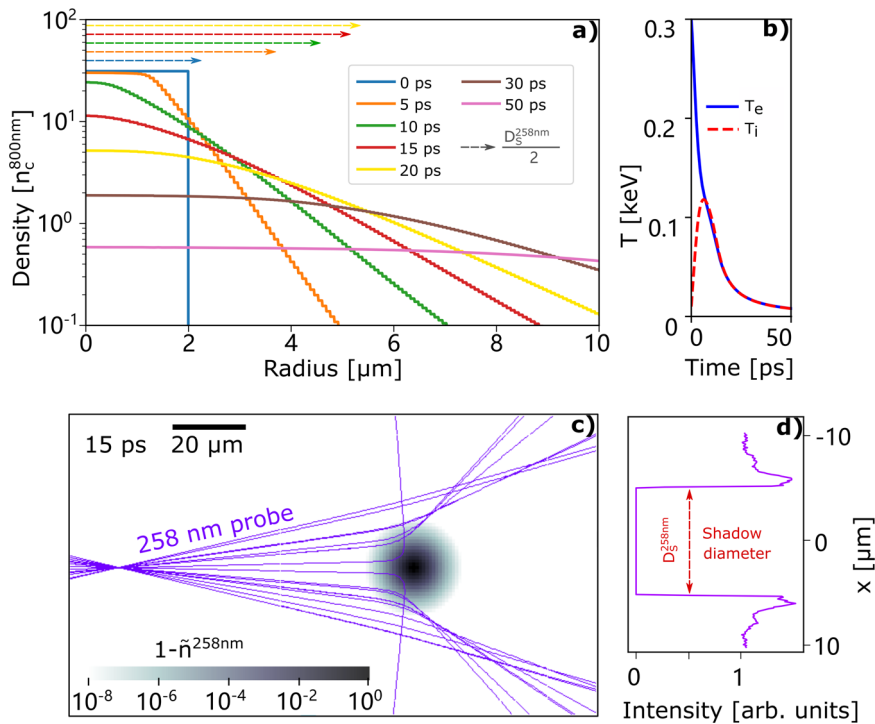 a)
Density [n_c^800nm]
10²
10¹
10⁰
10⁻¹
0 ps
5 ps
10 ps
15 ps
20 ps
30 ps
50 ps
D_S^258nm
2
0 2 4 6 8 10
Radius [μm]
b)
T [keV]
0.3
0.2
0.1
0
T_e
T_i
0 50
Time [ps]
c)
15 ps
20 μm
258 nm probe
1-ñ^258nm
10⁻⁸ 10⁻⁶ 10⁻⁴ 10⁻² 10⁰
d)
D_S^258nm
Shadow
diameter
-10
0
10
x [μm]
0 1
Intensity [arb. units]